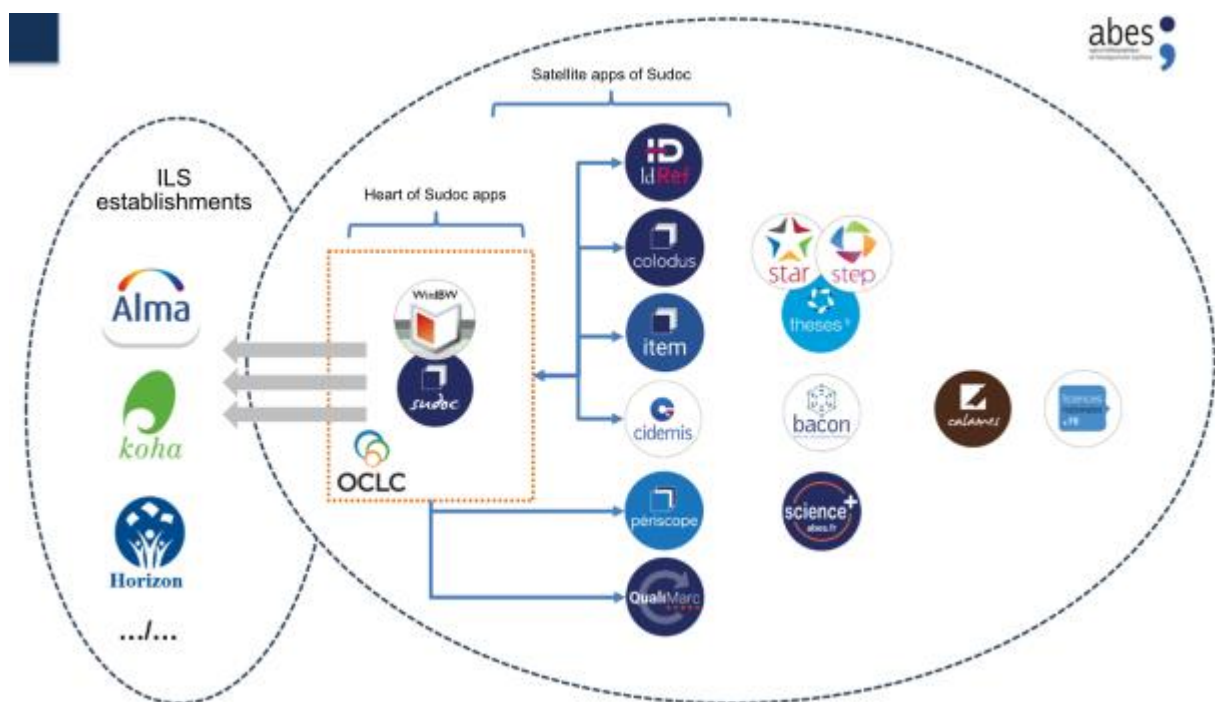 abes
Satellite apps of Sudoc
ILS
establishments
Heart of Sudoc apps
IdRef
colodus
star
step
theses
Alma
WinIBW
item
sudoc
koha
cidemis
bacon
calames
licences
OCLC
périscope
science+
abes.fr
Horizon
QualiMarc
.../...